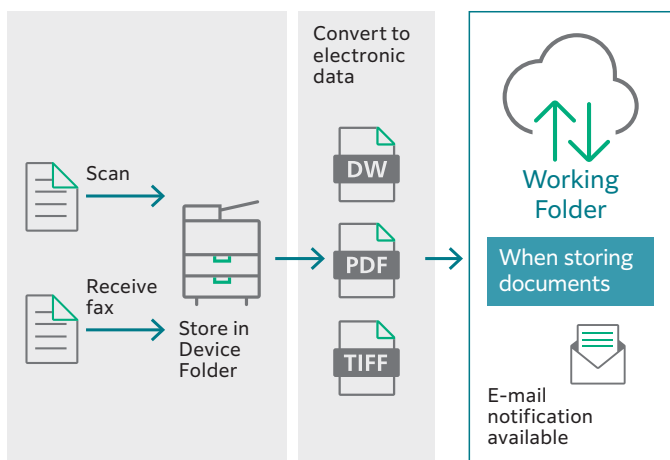 Scan
Receive
fax
Store in
Device
Folder
Convert to
electronic
data
DW
PDF
TIFF
Working
Folder
When storing
documents
E-mail
notification
available